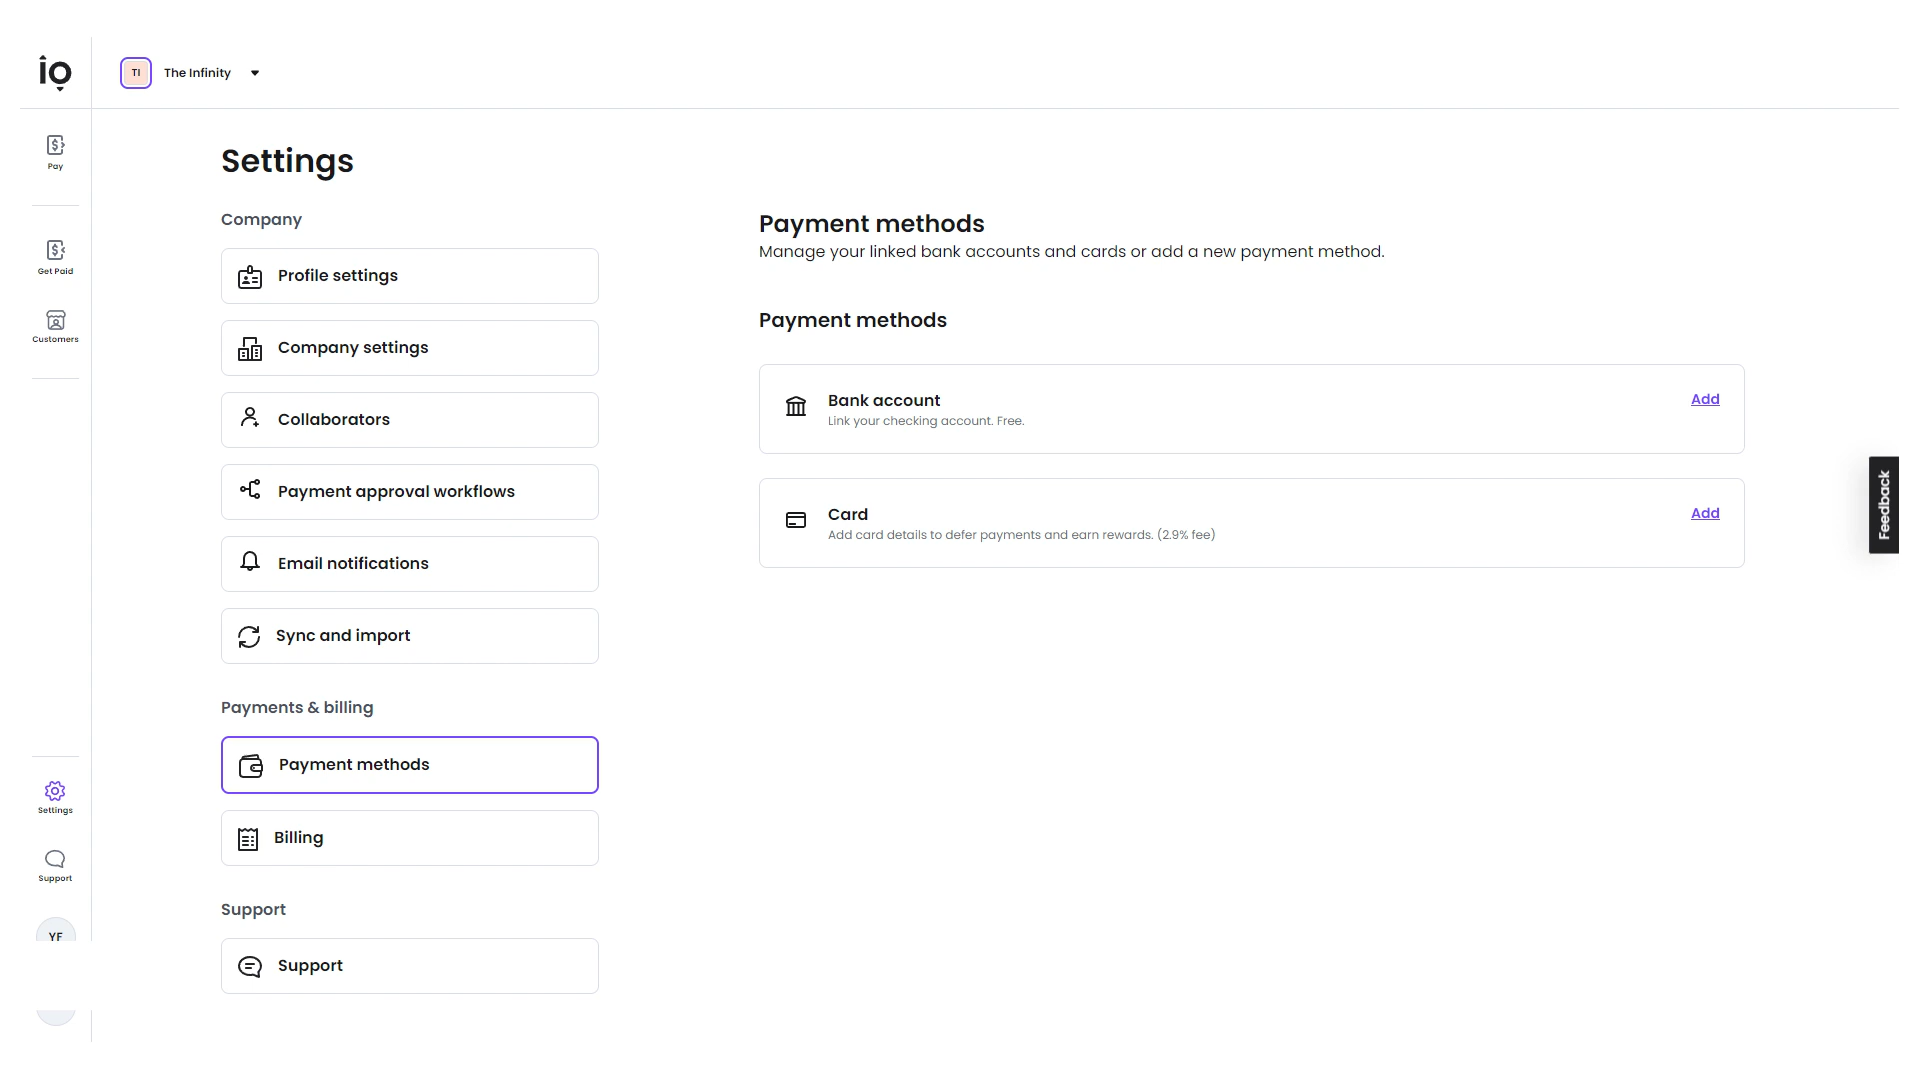 io
TI
The Infinity
Pay
Get Paid
Customers
Settings
Support
YF
Settings
Company
Profile settings
Company settings
Collaborators
Payment approval workflows
Email notifications
Sync and import
Payments & billing
Payment methods
Billing
Support
Support
Payment methods
Manage your linked bank accounts and cards or add a new payment method.
Payment methods
Bank account
Add
Link your checking account. Free.
Card
Add
Add card details to defer payments and earn rewards. (2.9% fee)
Feedback